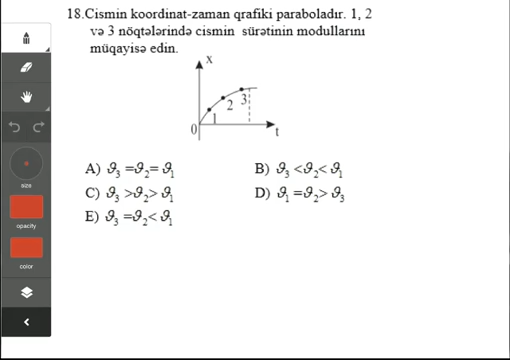 18.Cismin koordinat-zaman qrafiki paraboladır. 1, 2
və 3 nöqtələrində cismin sürətinin modullarını
müqayisə edin.
x
1 2 3
0 t
A) 𝜗₃ =𝜗₂= 𝜗₁ B) 𝜗₃ <𝜗₂< 𝜗₁
C) 𝜗₃ >𝜗₂> 𝜗₁ D) 𝜗₁ =𝜗₂> 𝜗₃
E) 𝜗₃ =𝜗₂< 𝜗₁
size
opacity
color